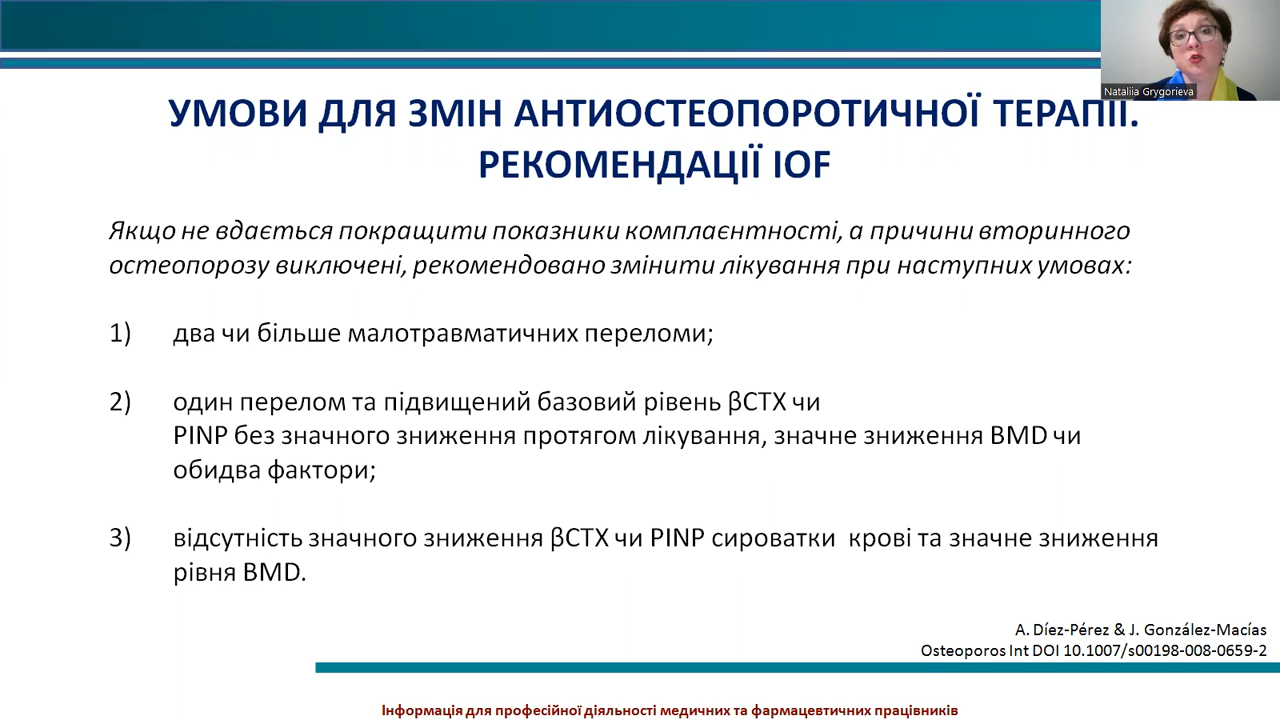 Nataliia Grygorieva
УМОВИ ДЛЯ ЗМІН АНТИОСТЕОПОРОТИЧНОЇ ТЕРАПІЇ.
РЕКОМЕНДАЦІЇ IOF
Якщо не вдається покращити показники комплаєнтності, а причини вторинного
остеопорозу виключені, рекомендовано змінити лікування при наступних умовах:
1) два чи більше малотравматичних переломи;
2) один перелом та підвищений базовий рівень βCTX чи
PINP без значного зниження протягом лікування, значне зниження BMD чи
обидва фактори;
3) відсутність значного зниження βCTX чи PINP сироватки крові та значне зниження
рівня BMD.
A. Díez-Pérez & J. González-Macías
Osteoporos Int DOI 10.1007/s00198-008-0659-2
Інформація для професійної діяльності медичних та фармацевтичних працівників